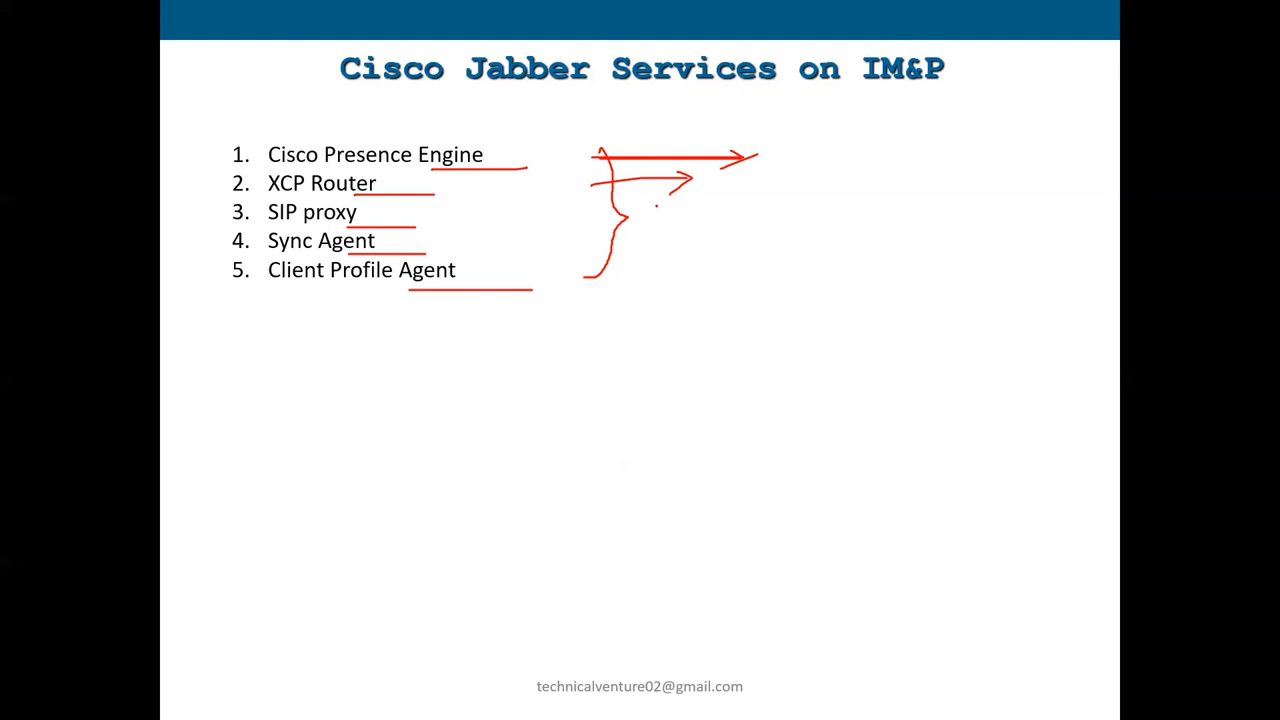 Cisco Jabber Services on IM&P
1. Cisco Presence Engine
2. XCP Router
3. SIP proxy
4. Sync Agent
5. Client Profile Agent
technicalventure02@gmail.com